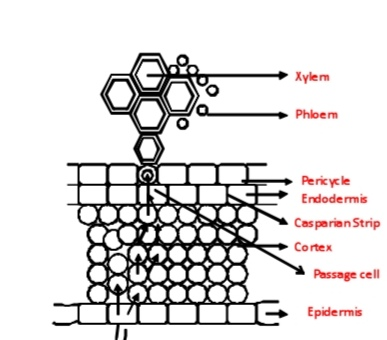 Xylem
Phloem
Pericycle
Endodermis
Casparian Strip
Cortex
Passage cell
Epidermis